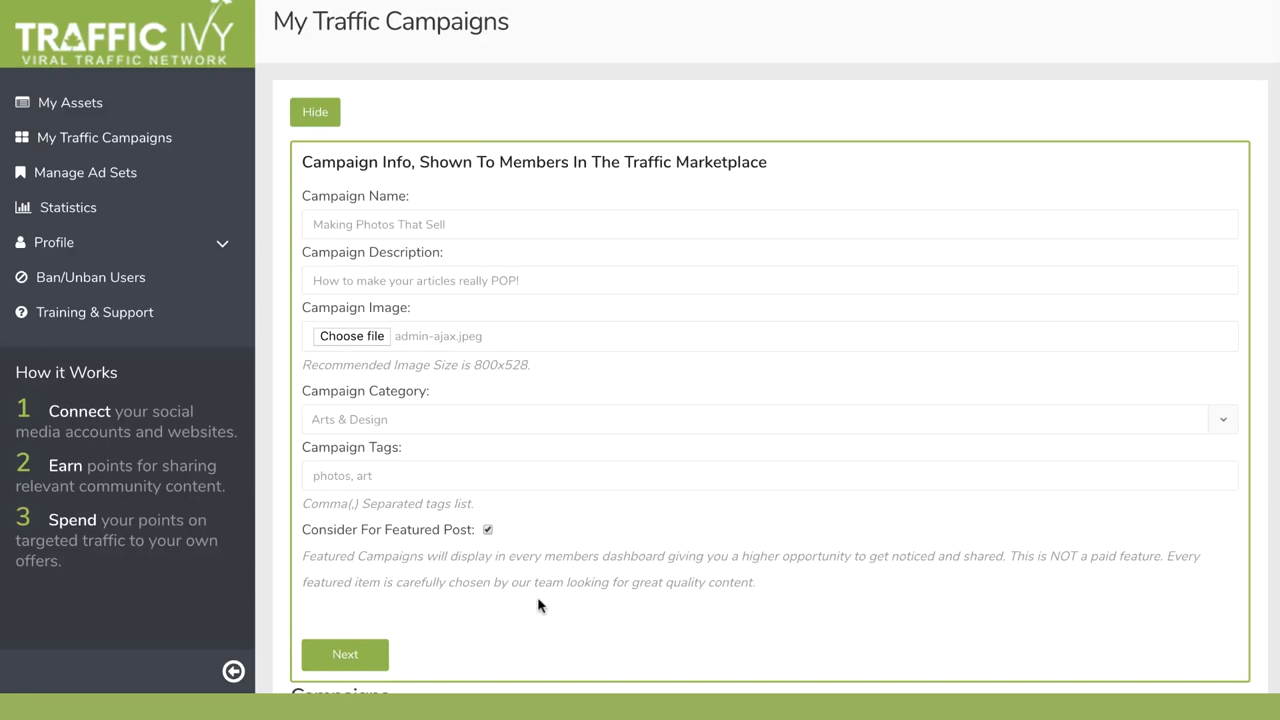 TRAFFIC IVY
VIRAL TRAFFIC NETWORK
My Assets
My Traffic Campaigns
Manage Ad Sets
Statistics
Profile
Ban/Unban Users
Training & Support
How it Works
1 Connect your social
media accounts and websites.
2 Earn points for sharing
relevant community content.
3 Spend your points on
targeted traffic to your own
offers.
My Traffic Campaigns
Hide
Campaign Info, Shown To Members In The Traffic Marketplace
Campaign Name:
Making Photos That Sell
Campaign Description:
How to make your articles really POP!
Campaign Image:
Choose file admin-ajax.jpeg
Recommended Image Size is 800x528.
Campaign Category:
Arts & Design
Campaign Tags:
photos, art
Comma(,) Separated tags list.
Consider For Featured Post:
Featured Campaigns will display in every members dashboard giving you a higher opportunity to get noticed and shared. This is NOT a paid feature. Every
featured item is carefully chosen by our team looking for great quality content.
Next
Campaigns